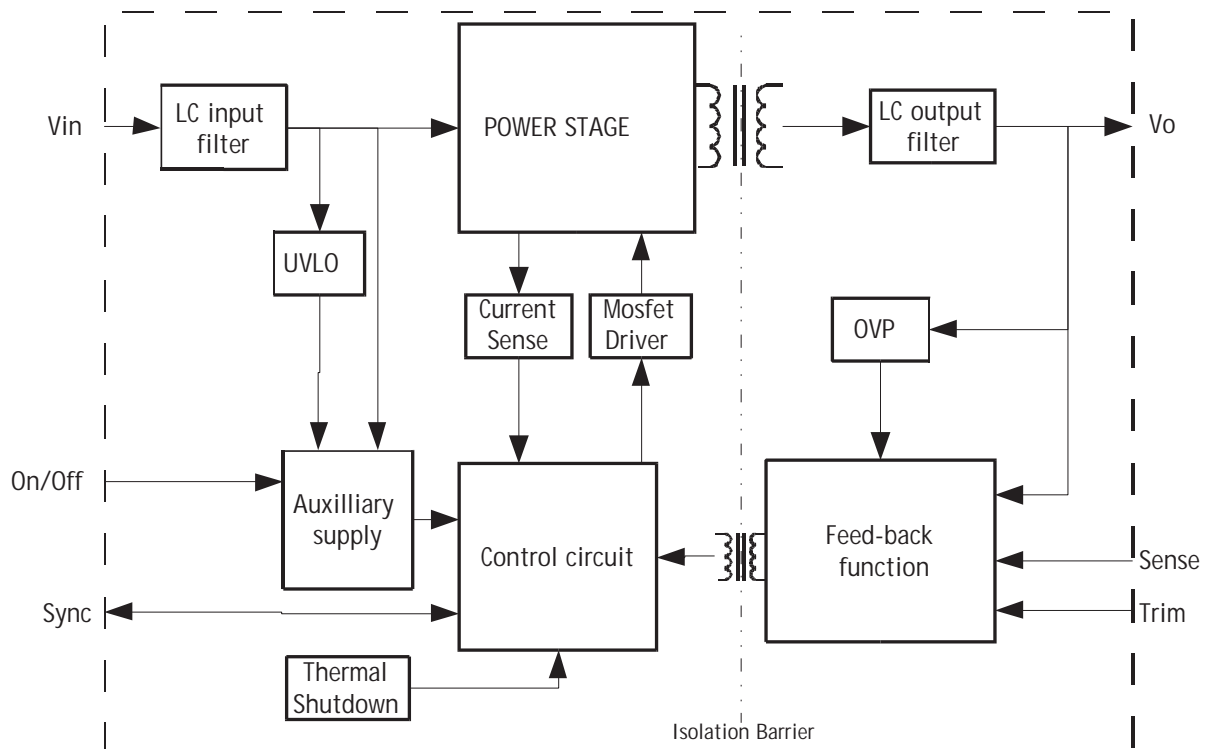 Vin
LC input
filter
POWER STAGE
LC output
filter
Vo
UVLO
Current
Sense
Mosfet
Driver
OVP
On/Off
Auxilliary
supply
Control circuit
Feed-back
function
Sense
Sync
Trim
Thermal
Shutdown
Isolation Barrier